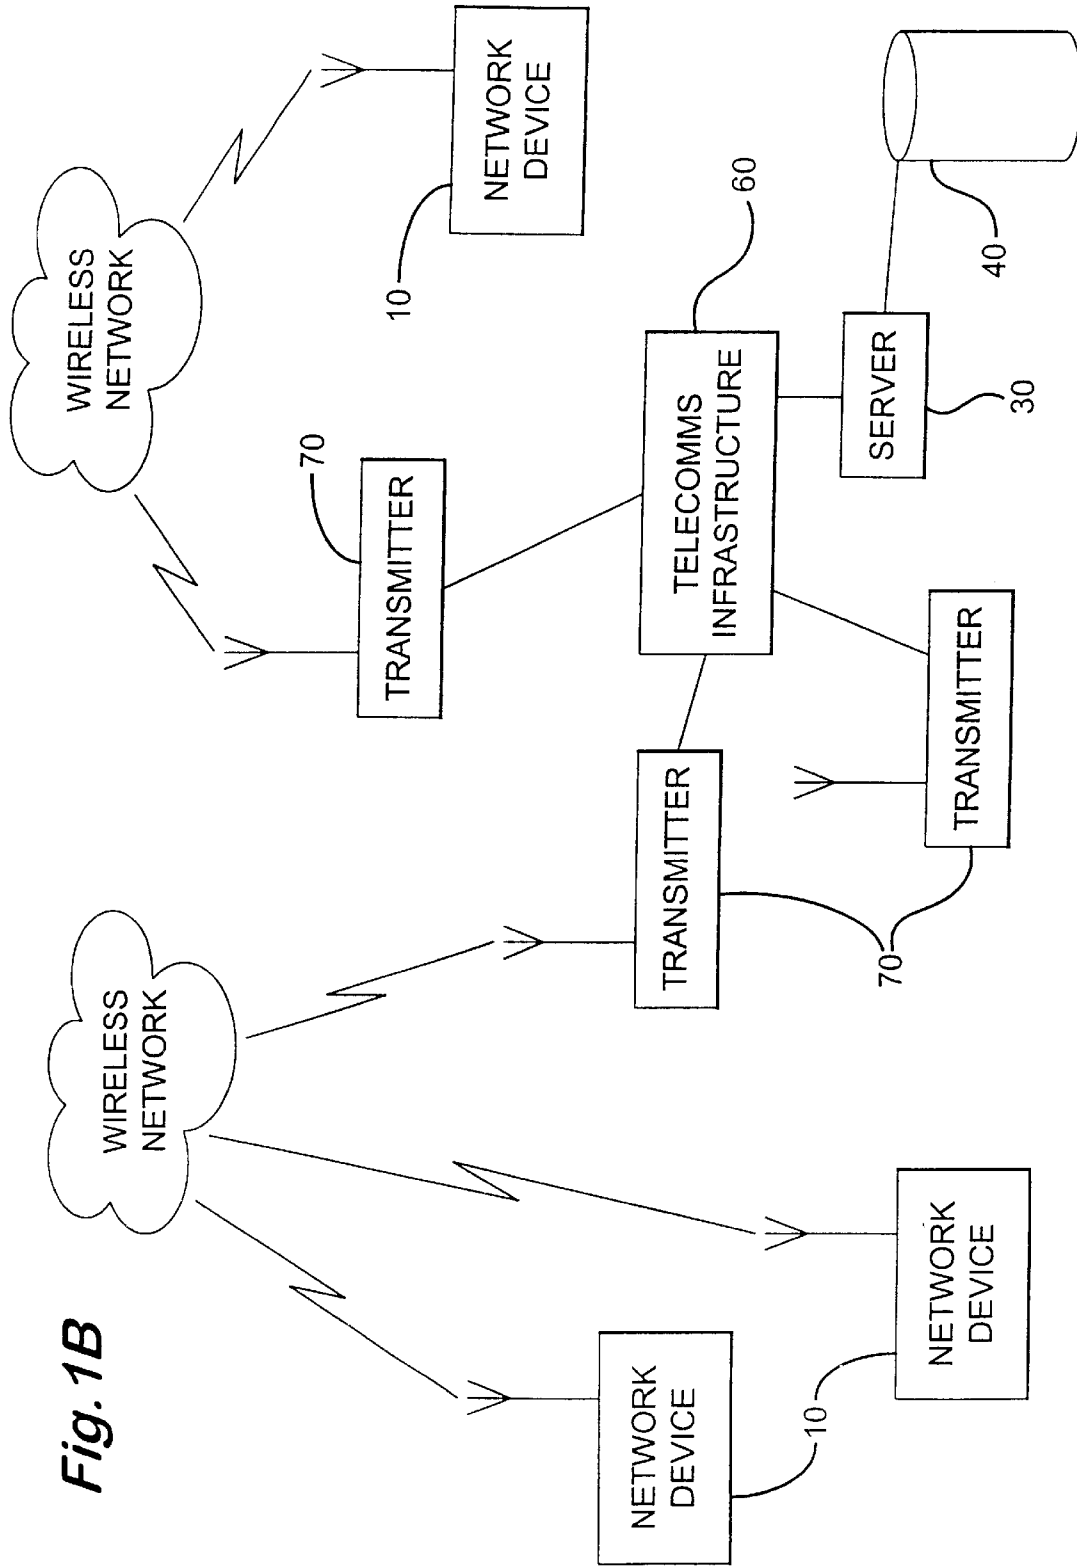 Fig. 1B
WIRELESS
NETWORK
WIRELESS
NETWORK
NETWORK
DEVICE
10
NETWORK
DEVICE
TRANSMITTER
70
TRANSMITTER
TRANSMITTER
70
TELECOMMS
INFRASTRUCTURE
60
NETWORK
DEVICE
10
SERVER
30
40